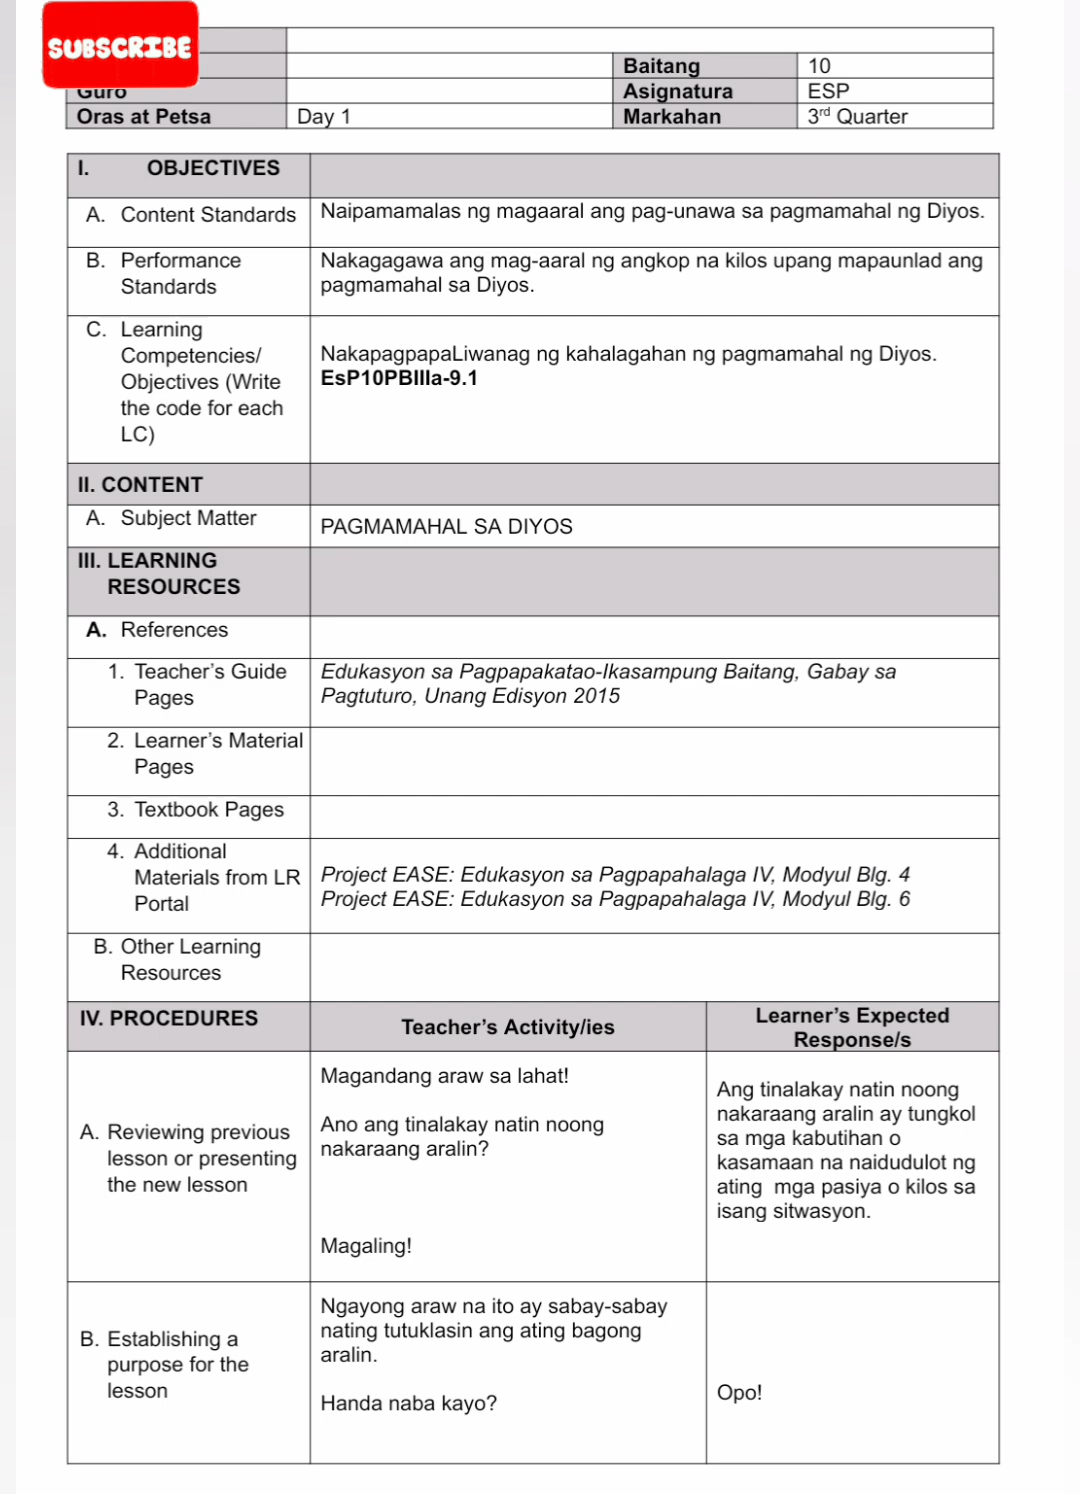 SUBSCRIBE
Baitang 10
Guro Asignatura ESP
Oras at Petsa Day 1 Markahan 3rd Quarter
I. OBJECTIVES
A. Content Standards
Naipamamalas ng magaaral ang pag-unawa sa pagmamahal ng Diyos.
B. Performance
Standards
Nakagagawa ang mag-aaral ng angkop na kilos upang mapaunlad ang
pagmamahal sa Diyos.
C. Learning
Competencies/
Objectives (Write
the code for each
LC)
NakapagpapaLiwanag ng kahalagahan ng pagmamahal ng Diyos.
EsP10PBIIIa-9.1
II. CONTENT
A. Subject Matter
PAGMAMAHAL SA DIYOS
III. LEARNING
RESOURCES
A. References
1. Teacher's Guide
Pages
Edukasyon sa Pagpapakatao-Ikasampung Baitang, Gabay sa
Pagtuturo, Unang Edisyon 2015
2. Learner's Material
Pages
3. Textbook Pages
4. Additional
Materials from LR
Portal
Project EASE: Edukasyon sa Pagpapahalaga IV, Modyul Blg. 4
Project EASE: Edukasyon sa Pagpapahalaga IV, Modyul Blg. 6
B. Other Learning
Resources
IV. PROCEDURES
Teacher's Activity/ies
Learner's Expected
Response/s
A. Reviewing previous
lesson or presenting
the new lesson
Magandang araw sa lahat!
Ano ang tinalakay natin noong
nakaraang aralin?
Magaling!
Ang tinalakay natin noong
nakaraang aralin ay tungkol
sa mga kabutihan o
kasamaan na naidudulot ng
ating mga pasiya o kilos sa
isang sitwasyon.
B. Establishing a
purpose for the
lesson
Ngayong araw na ito ay sabay-sabay
nating tutuklasin ang ating bagong
aralin.
Handa naba kayo?
Opo!